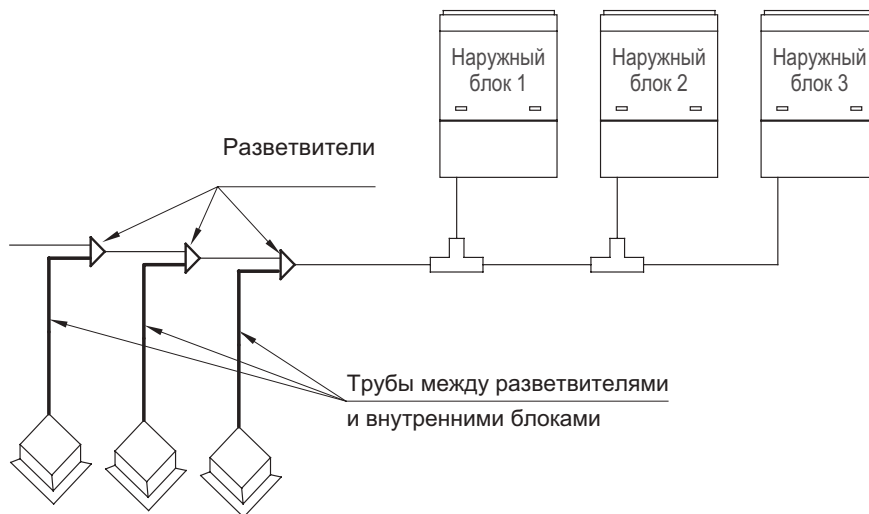 Наружный
блок 1
Наружный
блок 2
Наружный
блок 3
Разветвители
Трубы между разветвителями
и внутренними блоками